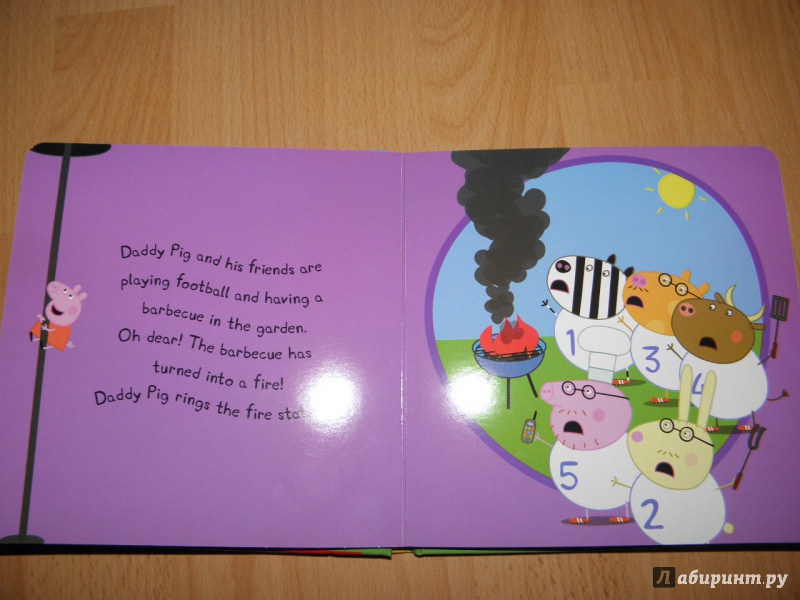 Daddy Pig and his friends are
playing football and having a
barbecue in the garden.
Oh dear! The barbecue has
turned into a fire!
Daddy Pig rings the fire
1
3
4
5
2
Лабиринт.ру